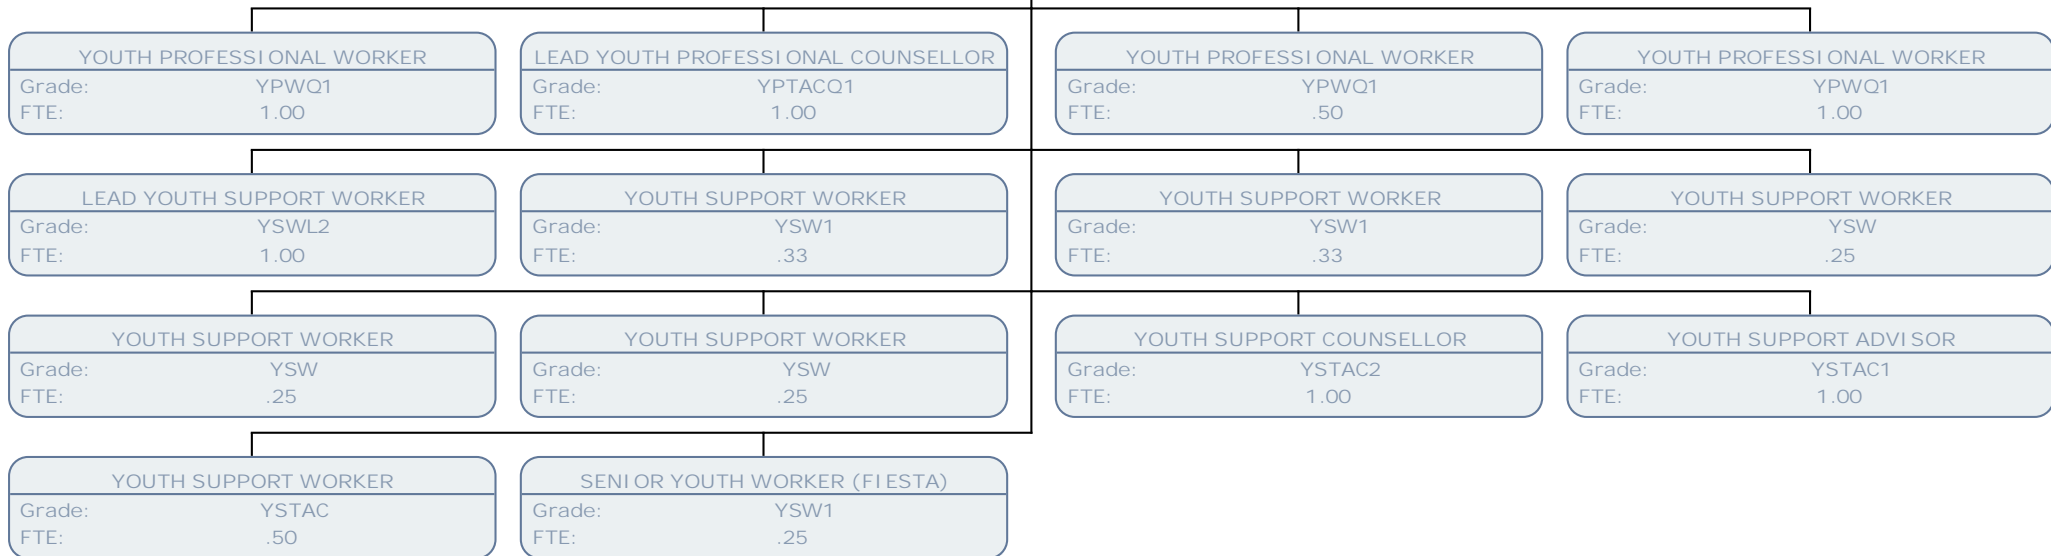 YOUTH PROFESSIONAL WORKER
Grade: YPWQ1
FTE: 1.00
LEAD YOUTH PROFESSIONAL COUNSELLOR
Grade: YPTACQ1
FTE: 1.00
YOUTH PROFESSIONAL WORKER
Grade: YPWQ1
FTE: .50
YOUTH PROFESSIONAL WORKER
Grade: YPWQ1
FTE: 1.00
LEAD YOUTH SUPPORT WORKER
Grade: YSWL2
FTE: 1.00
YOUTH SUPPORT WORKER
Grade: YSW1
FTE: .33
YOUTH SUPPORT WORKER
Grade: YSW1
FTE: .33
YOUTH SUPPORT WORKER
Grade: YSW
FTE: .25
YOUTH SUPPORT WORKER
Grade: YSW
FTE: .25
YOUTH SUPPORT WORKER
Grade: YSW
FTE: .25
YOUTH SUPPORT COUNSELLOR
Grade: YSTAC2
FTE: 1.00
YOUTH SUPPORT ADVISOR
Grade: YSTAC1
FTE: 1.00
YOUTH SUPPORT WORKER
Grade: YSTAC
FTE: .50
SENIOR YOUTH WORKER (FIESTA)
Grade: YSW1
FTE: .25